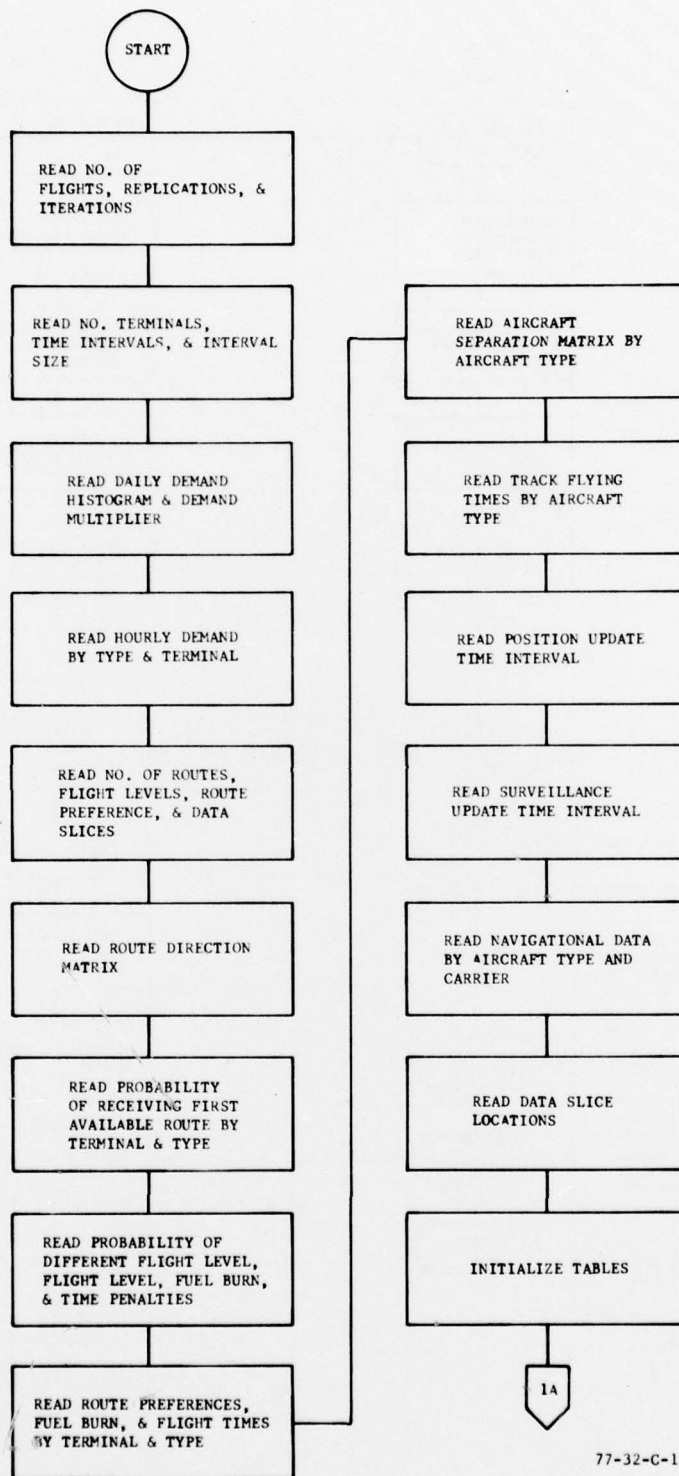 START
READ NO. OF
FLIGHTS, REPLICATIONS, &
ITERATIONS
READ NO. TERMINALS,
TIME INTERVALS, & INTERVAL
SIZE
READ DAILY DEMAND
HISTOGRAM & DEMAND
MULTIPLIER
READ HOURLY DEMAND
BY TYPE & TERMINAL
READ NO. OF ROUTES,
FLIGHT LEVELS, ROUTE
PREFERENCE, & DATA
SLICES
READ ROUTE DIRECTION
MATRIX
READ PROBABILITY
OF RECEIVING FIRST
AVAILABLE ROUTE BY
TERMINAL & TYPE
READ PROBABILITY OF
DIFFERENT FLIGHT LEVEL,
FLIGHT LEVEL, FUEL BURN,
& TIME PENALTIES
READ ROUTE PREFERENCES,
FUEL BURN, & FLIGHT TIMES
BY TERMINAL & TYPE
READ AIRCRAFT
SEPARATION MATRIX BY
AIRCRAFT TYPE
READ TRACK FLYING
TIMES BY AIRCRAFT
TYPE
READ POSITION UPDATE
TIME INTERVAL
READ SURVEILLANCE
UPDATE TIME INTERVAL
READ NAVIGATIONAL DATA
BY AIRCRAFT TYPE AND
CARRIER
READ DATA SLICE
LOCATIONS
INITIALIZE TABLES
1A
77-32-C-1